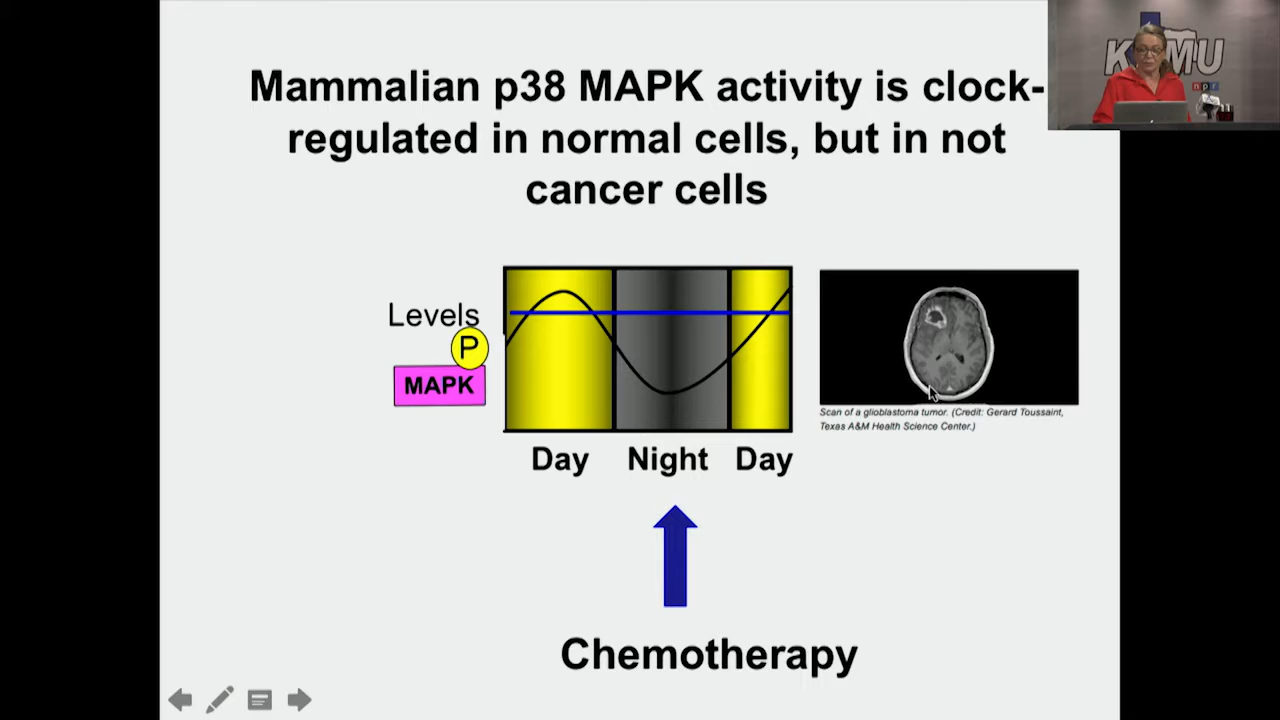 Mammalian p38 MAPK activity is clock-
regulated in normal cells, but in not
cancer cells
Levels
P
MAPK
Day
Night
Day
Scan of a glioblastoma tumor. (Credit: Gerard Toussaint,
Texas A&M Health Science Center.)
Chemotherapy
npr